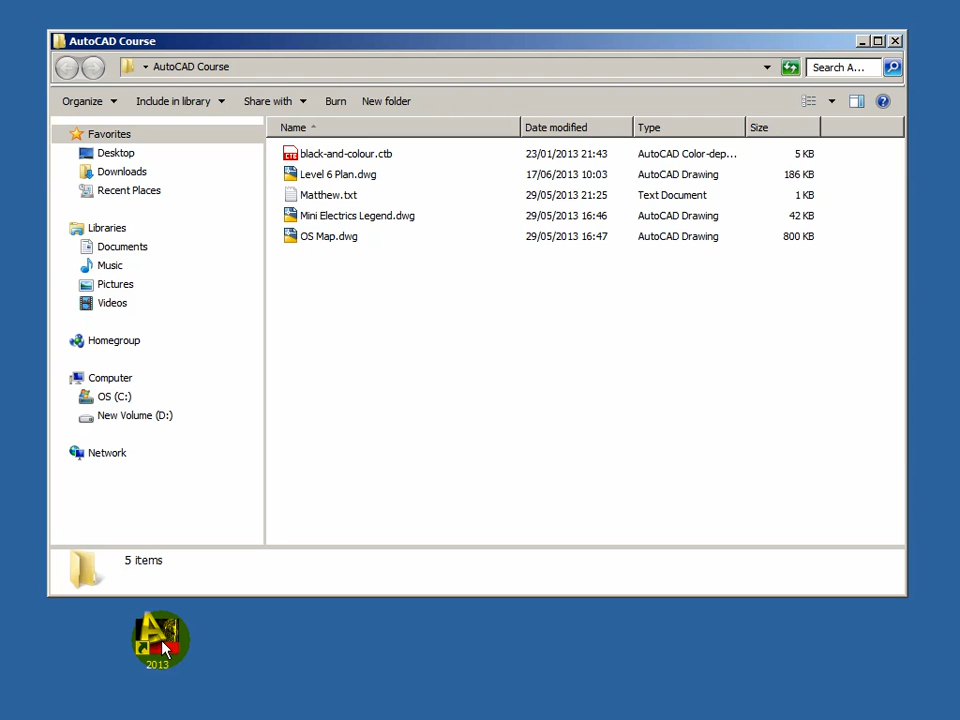 AutoCAD Course
AutoCAD Course
Search A...
Organize Include in library Share with Burn New folder
Name Date modified Type Size
Favorites
Desktop
Downloads
Recent Places
Libraries
Documents
Music
Pictures
Videos
Homegroup
Computer
OS (C:)
New Volume (D:)
Network
black-and-colour.ctb 23/01/2013 21:43 AutoCAD Color-dep... 5 KB
Level 6 Plan.dwg 17/06/2013 10:03 AutoCAD Drawing 186 KB
Matthew.txt 29/05/2013 21:25 Text Document 1 KB
Mini Electrics Legend.dwg 29/05/2013 16:46 AutoCAD Drawing 42 KB
OS Map.dwg 29/05/2013 16:47 AutoCAD Drawing 800 KB
5 items
2013